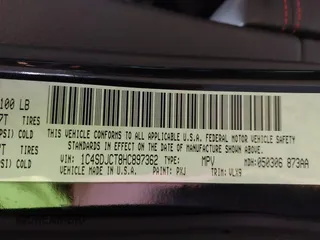 100 LB
7T TIRES
PSI) COLD
7T TIRES
PSI) COLD
THIS VEHICLE CONFORMS TO ALL APPLICABLE U.S.A. FEDERAL MOTOR VEHICLE SAFETY
STANDARDS IN EFFECT ON THE DATE OF MANUFACTURE SHOWN ABOVE.
VIN: 1C4SDJCT8HC897362 MPV MDH: 050306 873AA
VEHICLE MADE IN U.S.A. PAINT: PXJ TRIM: VLX9